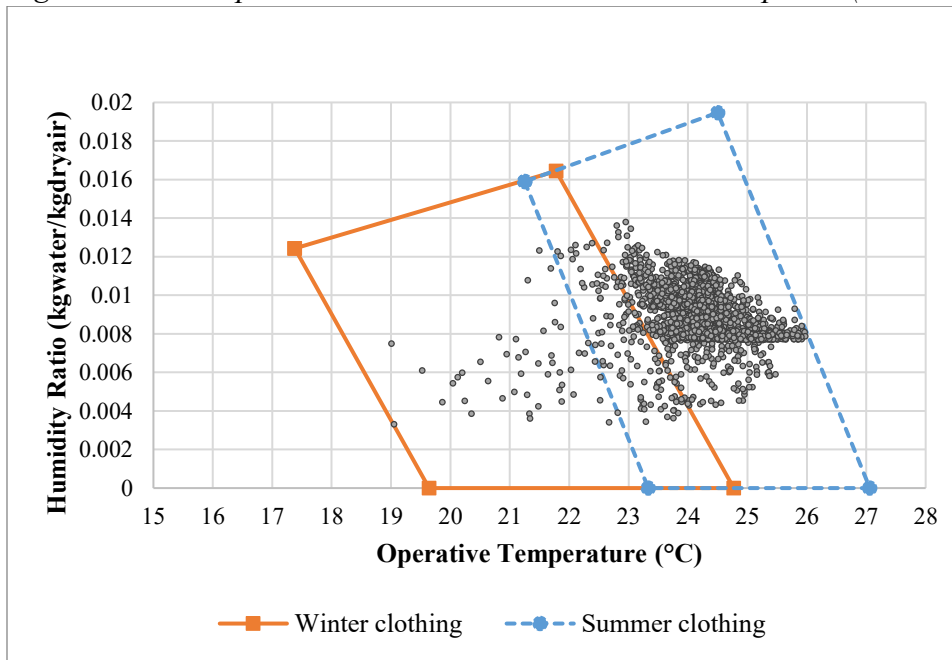 Humidity Ratio (kgwater/kgdryair)
0.02
0.018
0.016
0.014
0.012
0.01
0.008
0.006
0.004
0.002
0
15 16 17 18 19 20 21 22 23 24 25 26 27 28
Operative Temperature (°C)
Winter clothing Summer clothing